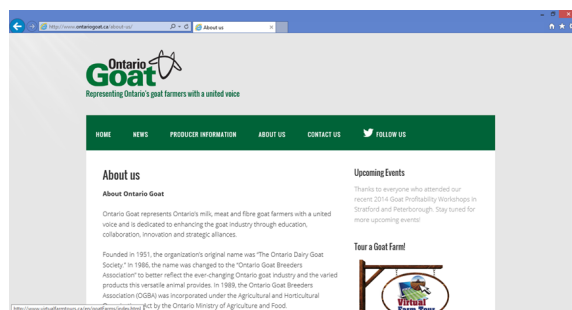 http://www.ontariogoat.ca/about-us/
About us
Ontario
Goat
Representing Ontario's goat farmers with a united voice
HOME NEWS PRODUCER INFORMATION ABOUT US CONTACT US FOLLOW US
About us
About Ontario Goat
Ontario Goat represents Ontario's milk, meat and fibre goat farmers with a united
voice and is dedicated to enhancing the goat industry through education,
collaboration, innovation and strategic alliances.
Founded in 1951, the organization's original name was "The Ontario Dairy Goat
Society." In 1986, the name was changed to the "Ontario Goat Breeders
Association" to better reflect the ever-changing Ontario goat industry and the varied
products this versatile animal provides. In 1989, the Ontario Goat Breeders
Association (OGBA) was incorporated under the Agricultural and Horticultural
Act by the Ontario Ministry of Agriculture and Food.
http://www.virtualfarmtours.ca/en/goatfarms/index.html
Upcoming Events
Thanks to everyone who attended our
recent 2014 Goat Profitability Workshops in
Stratford and Peterborough. Stay tuned for
more upcoming events!
Tour a Goat Farm!
Virtual
Farm Tour